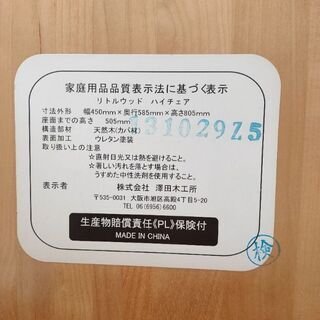 家庭用品品質表示法に基づく表示
リトルウッド ハイチェア
寸法外形 幅450mm×奥行585mm×高さ805mm
座面までの高さ 505mm
構造部材 天然木(カバ材)
表面加工 ウレタン塗装
13102925
取り扱い上の注意
☆直射日光又は熱を避けること。
☆著しい汚れを落とす場合は、
うすめた中性洗剤を使用すること。
表示者 株式会社 澤田木工所
〒535-0031 大阪市旭区高殿4丁目5-20
TEL 06(6956)6600
生産物賠償責任《PL》保険付
MADE IN CHINA
検